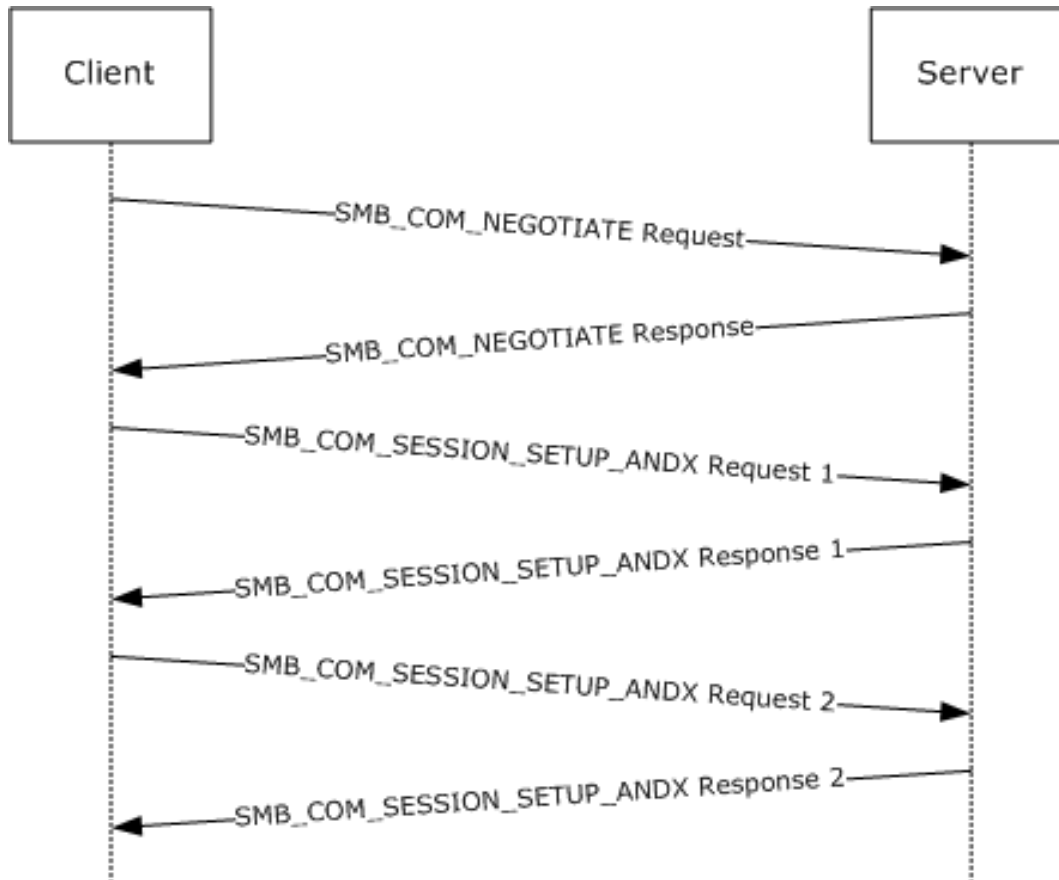 Client
Server
SMB_COM_NEGOTIATE Request
SMB_COM_NEGOTIATE Response
SMB_COM_SESSION_SETUP_ANDX Request 1
SMB_COM_SESSION_SETUP_ANDX Response 1
SMB_COM_SESSION_SETUP_ANDX Request 2
SMB_COM_SESSION_SETUP_ANDX Response 2